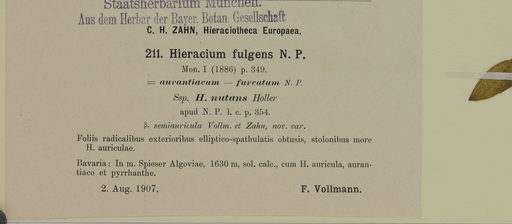 Staatsherbarium München.
Aus dem Herbar der Bayer. Botan. Gesellschaft
C. H. ZAHN, Hieraciotheca Europaea.
211. Hieracium fulgens N. P.
Mon. I (1886) p. 349.
= aurantiacum — furcatum N. P.
Ssp. H. nutans Holler
apud N. P. l. c. p. 354.
β. semiauricula Vollm. et Zahn, nov. var.
Foliis radicalibus exterioribus elliptico-spathulatis obtusis, stolonibus more
H. auriculae.
Bavaria: In m. Spieser Algoviae, 1630 m, sol. calc., cum H. auricula, auran-
tiaco et pyrrhanthe.
2. Aug. 1907. F. Vollmann.